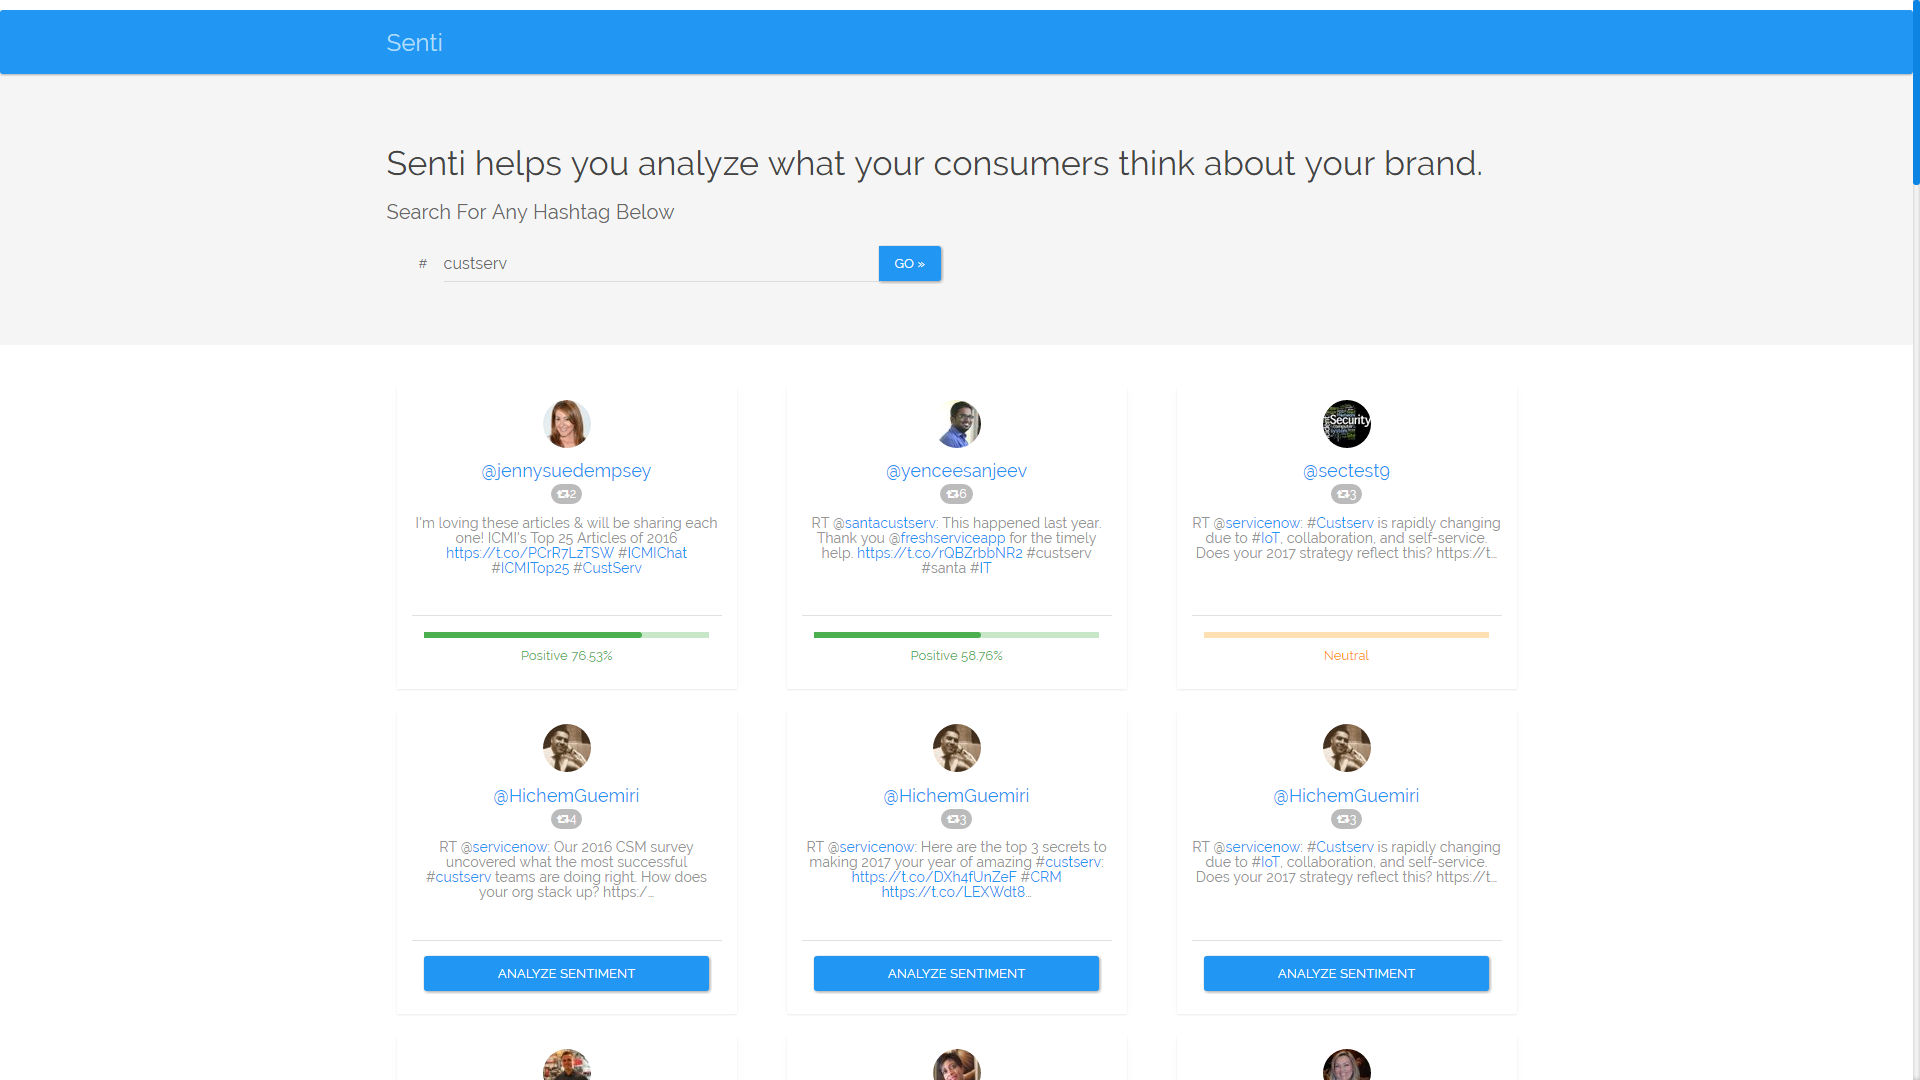 Senti
Senti helps you analyze what your consumers think about your brand.
Search For Any Hashtag Below
# custserv GO »
Security
@jennysuedempsey
2
I'm loving these articles & will be sharing each
one! ICMI's Top 25 Articles of 2016
https://t.co/PCrR7LzTSW #ICMIChat
#ICMITop25 #CustServ
Positive 76.53%
@yenceesanjeev
6
RT @santacustserv: This happened last year.
Thank you @freshserviceapp for the timely
help. https://t.co/rQBZrbbNR2 #custserv
#santa #IT
Positive 58.76%
@sectest9
3
RT @servicenow: #Custserv is rapidly changing
due to #IoT, collaboration, and self-service.
Does your 2017 strategy reflect this? https://t…
Neutral
@HichemGuemiri
4
RT @servicenow: Our 2016 CSM survey
uncovered what the most successful
#custserv teams are doing right. How does
your org stack up? https:/…
ANALYZE SENTIMENT
@HichemGuemiri
3
RT @servicenow: Here are the top 3 secrets to
making 2017 your year of amazing #custserv:
https://t.co/DXh4fUnZeF #CRM
https://t.co/LEXWdt8…
ANALYZE SENTIMENT
@HichemGuemiri
3
RT @servicenow: #Custserv is rapidly changing
due to #IoT, collaboration, and self-service.
Does your 2017 strategy reflect this? https://t…
ANALYZE SENTIMENT